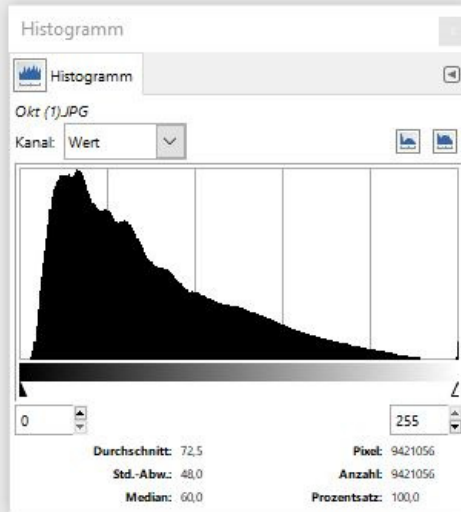 Histogramm
Histogramm
Okt (1).JPG
Kanal: Wert
0 255
Durchschnitt: 72,5 Pixel: 9421056
Std.-Abw.: 48,0 Anzahl: 9421056
Median: 60,0 Prozentsatz: 100,0